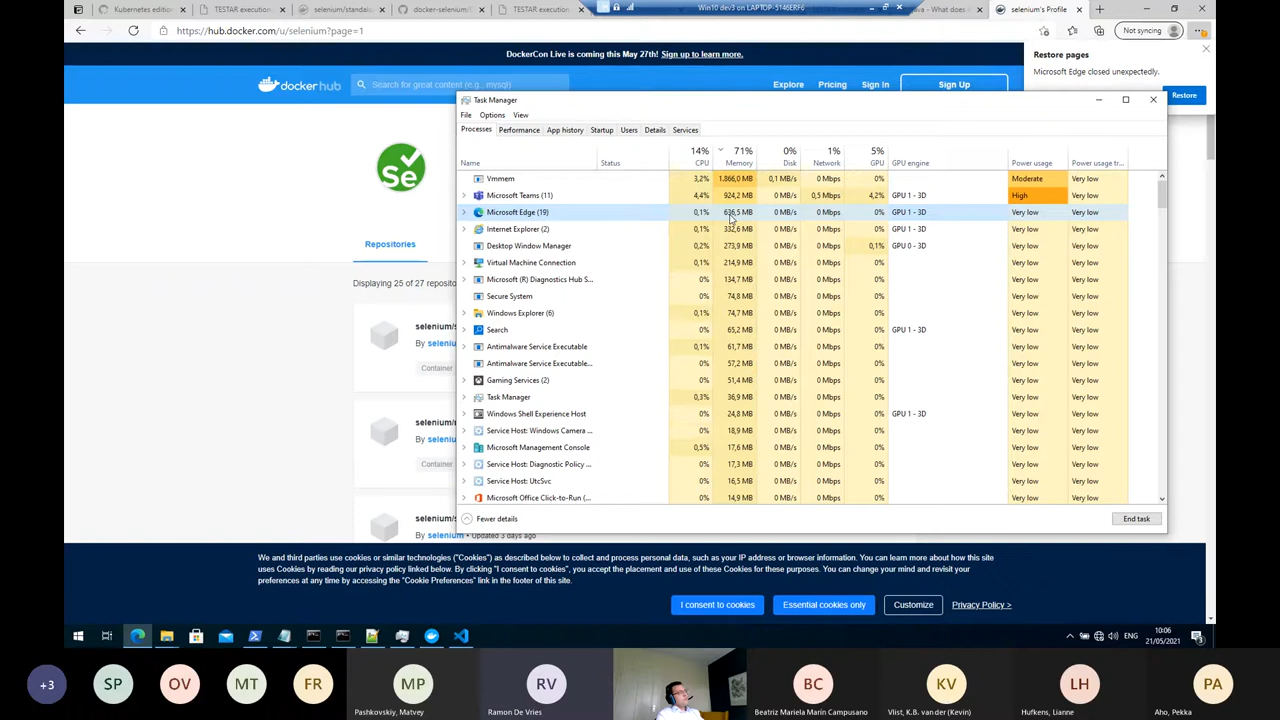 Kubernetes edition
TESTAR execution
selenium/standalo
docker-selenium/
TESTAR execution
Win10 dev3 on LAPTOP-5146ERF6
ava - What does
selenium's Profile
https://hub.docker.com/u/selenium?page=1
Not syncing
DockerCon Live is coming this May 27th! Sign up to learn more.
Restore pages
Microsoft Edge closed unexpectedly.
Restore
dockerhub
Search for great content (e.g., mysql)
Explore
Pricing
Sign In
Sign Up
Se
Repositories
Displaying 25 of 27 reposito
selenium/s
By selenium
Container
selenium/n
By selenium
Container
selenium/s
By selenium • Updated 3 days ago
Task Manager
File Options View
Processes Performance App history Startup Users Details Services
14% 71% 0% 1% 5%
Name Status CPU Memory Disk Network GPU GPU engine Power usage Power usage tr...
Vmmem 3,2% 1.866,0 MB 0,1 MB/s 0 Mbps 0% Moderate Very low
Microsoft Teams (11) 4,4% 924,2 MB 0 MB/s 0,5 Mbps 4,2% GPU 1 - 3D High Very low
Microsoft Edge (19) 0,1% 636,5 MB 0 MB/s 0 Mbps 0% GPU 1 - 3D Very low Very low
Internet Explorer (2) 0,1% 332,6 MB 0 MB/s 0 Mbps 0% GPU 1 - 3D Very low Very low
Desktop Window Manager 0,2% 273,9 MB 0 MB/s 0 Mbps 0,1% GPU 0 - 3D Very low Very low
Virtual Machine Connection 0,1% 214,9 MB 0 MB/s 0 Mbps 0% Very low Very low
Microsoft (R) Diagnostics Hub S... 0% 134,7 MB 0 MB/s 0 Mbps 0% Very low Very low
Secure System 0% 74,8 MB 0 MB/s 0 Mbps 0% Very low Very low
Windows Explorer (6) 0,1% 74,7 MB 0 MB/s 0 Mbps 0% Very low Very low
Search 0% 65,2 MB 0 MB/s 0 Mbps 0% GPU 1 - 3D Very low Very low
Antimalware Service Executable 0,1% 61,7 MB 0 MB/s 0 Mbps 0% Very low Very low
Antimalware Service Executable... 0% 57,2 MB 0 MB/s 0 Mbps 0% Very low Very low
Gaming Services (2) 0% 51,4 MB 0 MB/s 0 Mbps 0% Very low Very low
Task Manager 0,3% 36,9 MB 0 MB/s 0 Mbps 0% Very low Very low
Windows Shell Experience Host 0% 24,8 MB 0 MB/s 0 Mbps 0% GPU 1 - 3D Very low Very low
Service Host: Windows Camera ... 0% 18,9 MB 0 MB/s 0 Mbps 0% Very low Very low
Microsoft Management Console 0,5% 17,6 MB 0 MB/s 0 Mbps 0% Very low Very low
Service Host: Diagnostic Policy ... 0% 17,3 MB 0 MB/s 0 Mbps 0% Very low Very low
Service Host: UtcSvc 0% 16,5 MB 0 MB/s 0 Mbps 0% Very low Very low
Microsoft Office Click-to-Run (... 0% 14,9 MB 0 MB/s 0 Mbps 0% Very low Very low
Fewer details
End task
We and third parties use cookies or similar technologies ("Cookies") as described below to collect and process personal data, such as your IP address or browser information. You can learn more about how this site
uses Cookies by reading our privacy policy linked below. By clicking "I consent to cookies", you accept the placement and use of these Cookies for these purposes. You can change your mind and revisit your
preferences at any time by accessing the "Cookie Preferences" link in the footer of this site.
I consent to cookies
Essential cookies only
Customize
Privacy Policy >
ENG
10:06
21/05/2021
+3
SP
OV
MT
FR
MP
RV
BC
KV
LH
PA
Pashkovskiy, Matvey
Ramon De Vries
Beatriz Mariela Marín Campusano
Vlist, K.B. van der (Kevin)
Hufkens, Lianne
Aho, Pekka